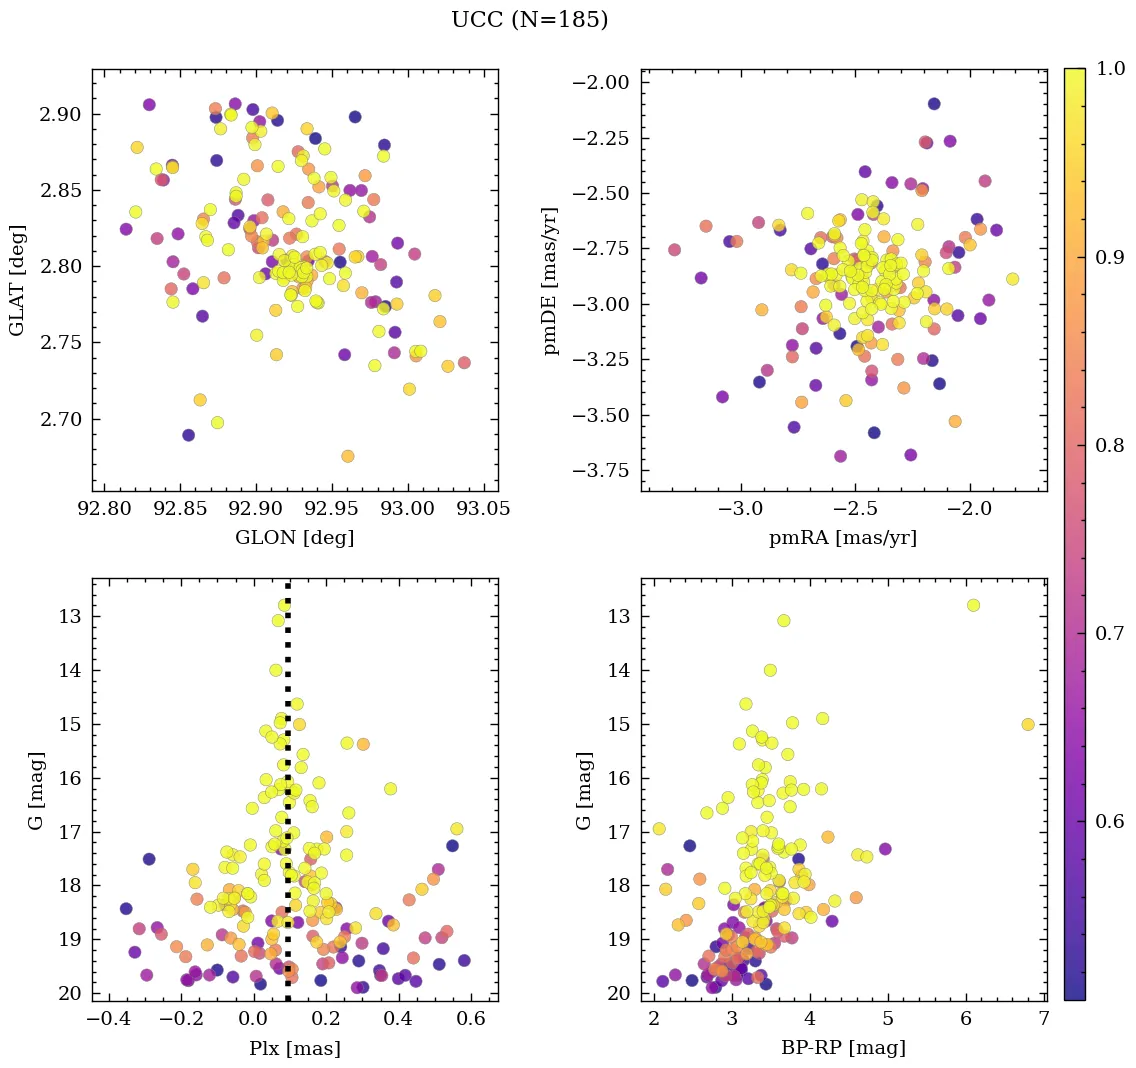 UCC (N=185)
2.90
2.85
2.80
2.75
2.70
GLAT [deg]
92.80 92.85 92.90 92.95 93.00 93.05
GLON [deg]
−2.00
−2.25
−2.50
−2.75
−3.00
−3.25
−3.50
−3.75
pmDE [mas/yr]
−3.0 −2.5 −2.0
pmRA [mas/yr]
1.0
0.9
0.8
0.7
0.6
13
14
15
16
17
18
19
20
G [mag]
−0.4 −0.2 0.0 0.2 0.4 0.6
Plx [mas]
13
14
15
16
17
18
19
20
G [mag]
2 3 4 5 6 7
BP-RP [mag]